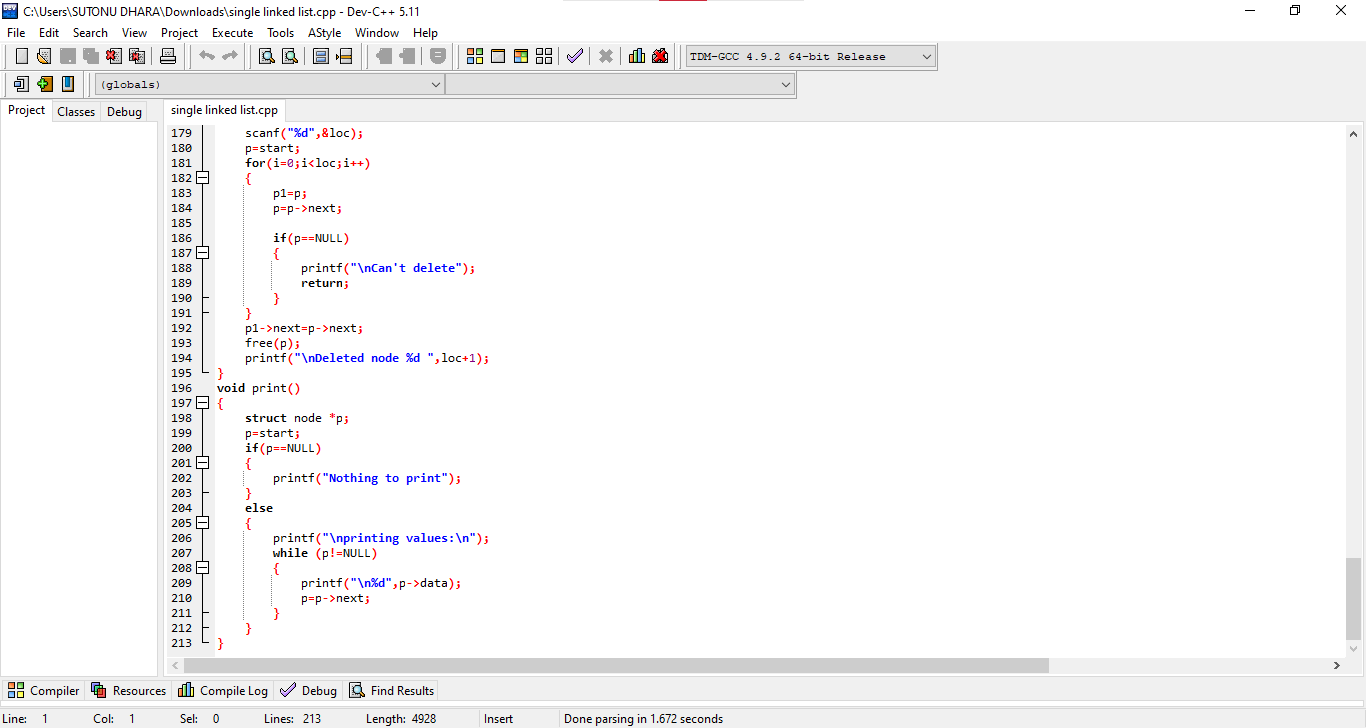 C:\Users\SUTONU DHARA\Downloads\single linked list.cpp - Dev-C++ 5.11
File Edit Search View Project Execute Tools AStyle Window Help
TDM-GCC 4.9.2 64-bit Release
(globals)
Project Classes Debug single linked list.cpp
179 scanf("%d",&loc);
180 p=start;
181 for(i=0;i<loc;i++)
182 {
183 p1=p;
184 p=p->next;
185
186 if(p==NULL)
187 {
188 printf("\nCan't delete");
189 return;
190 }
191 }
192 p1->next=p->next;
193 free(p);
194 printf("\nDeleted node %d ",loc+1);
195 }
196 void print()
197 {
198 struct node *p;
199 p=start;
200 if(p==NULL)
201 {
202 printf("Nothing to print");
203 }
204 else
205 {
206 printf("\nprinting values:\n");
207 while (p!=NULL)
208 {
209 printf("\n%d",p->data);
210 p=p->next;
211 }
212 }
213 }
Compiler Resources Compile Log Debug Find Results
Line: 1 Col: 1 Sel: 0 Lines: 213 Length: 4928 Insert Done parsing in 1.672 seconds